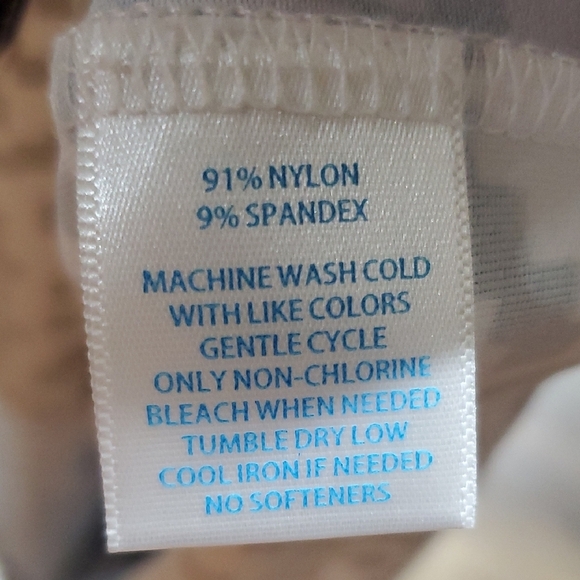 91% NYLON
9% SPANDEX
MACHINE WASH COLD
WITH LIKE COLORS
GENTLE CYCLE
ONLY NON-CHLORINE
BLEACH WHEN NEEDED
TUMBLE DRY LOW
COOL IRON IF NEEDED
NO SOFTENERS